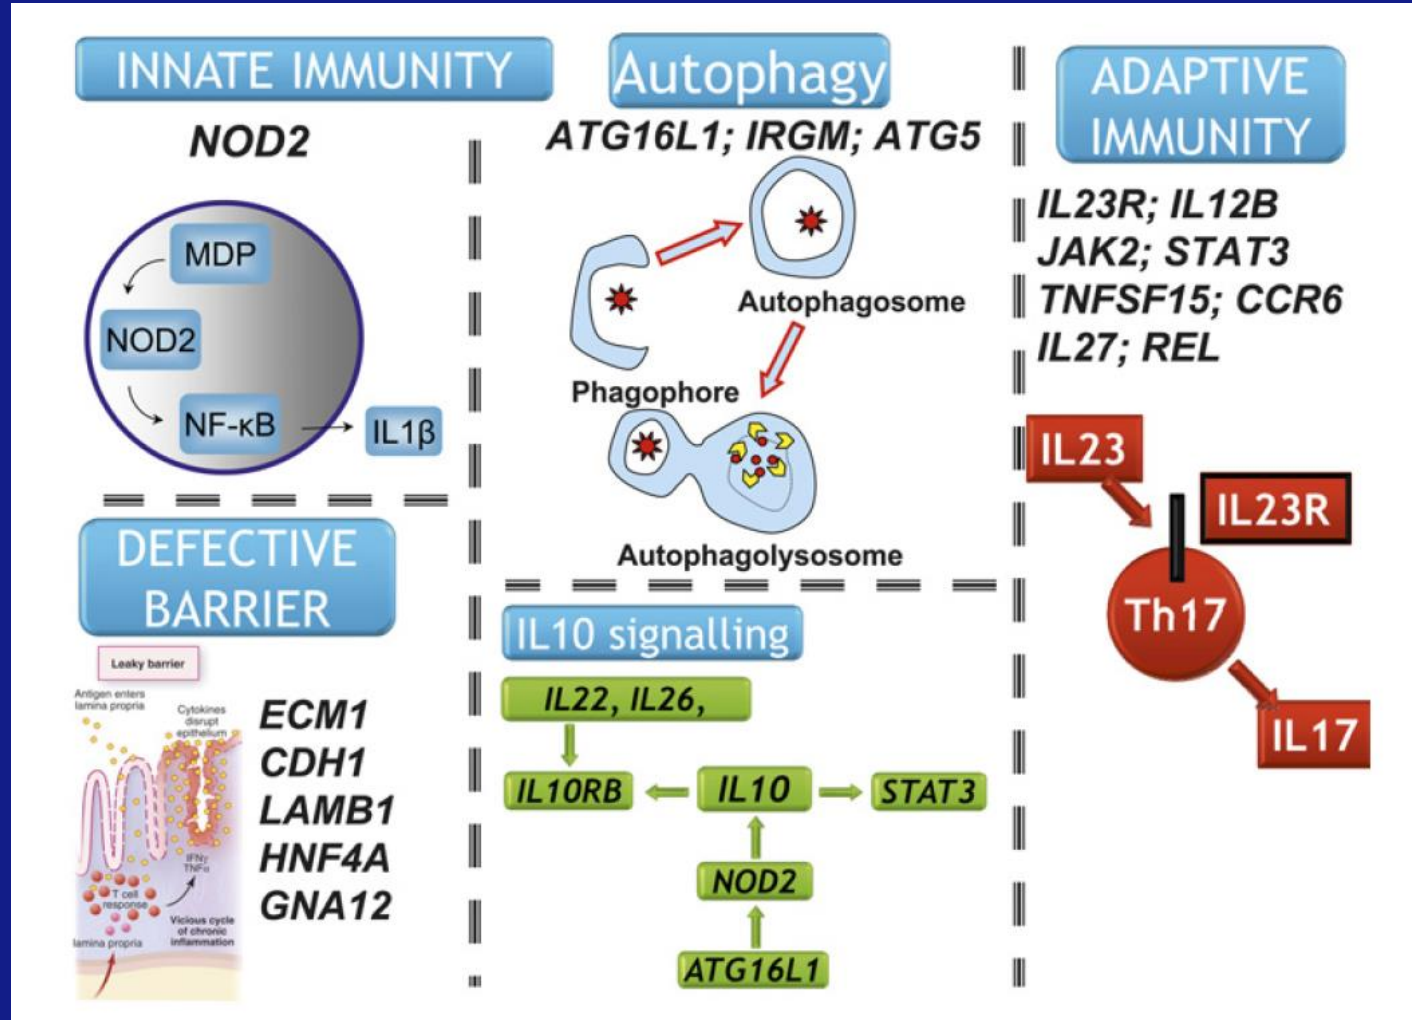 INNATE IMMUNITY
NOD2
MDP
NOD2
NF-κB
IL1β
DEFECTIVE
BARRIER
Leaky barrier
Antigen enters
lamina propria
Cytokines
disrupt
epithelium
IFNγ
TNFα
T cell
response
Vicious cycle
of chronic
inflammation
lamina propria
ECM1
CDH1
LAMB1
HNF4A
GNA12
Autophagy
ATG16L1; IRGM; ATG5
Autophagosome
Phagophore
Autophagolysosome
IL10 signalling
IL22, IL26,
IL10RB
IL10
STAT3
NOD2
ATG16L1
ADAPTIVE
IMMUNITY
IL23R; IL12B
JAK2; STAT3
TNFSF15; CCR6
IL27; REL
IL23
IL23R
Th17
IL17